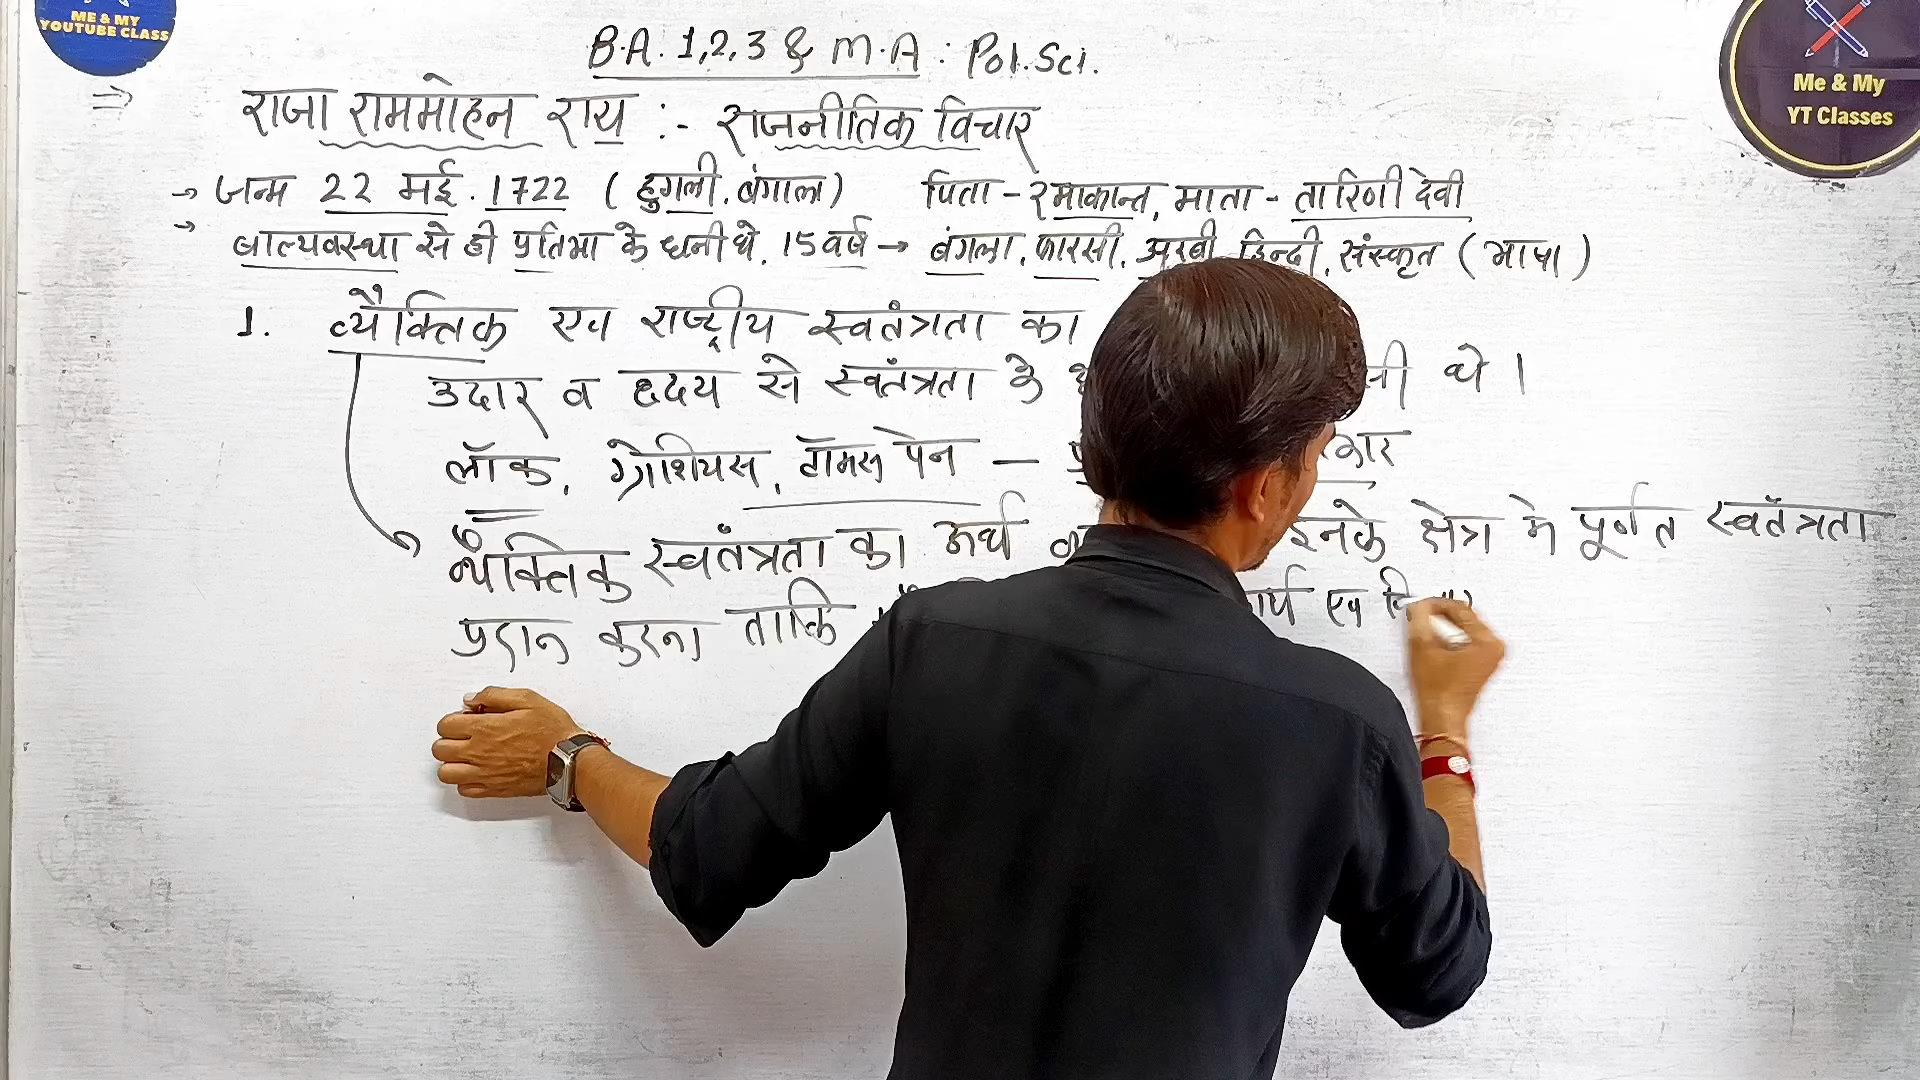 ME & MY
YOUTUBE CLASS
Me & My
YT Classes
B.A. 1,2,3 & M.A : Pol.Sci.
⇒ राजा राममोहन राय :- राजनीतिक विचार
→ जन्म 22 मई. 1722 ( हुगली. बंगाल) पिता - रमाकान्त, माता - तारिणी देवी
→ बाल्यवस्था से ही प्रतिभा के धनी थे. 15 वर्ष → बंगला, फारसी, अरबी, हिन्दी, संस्कृत ( भाषा )
1. व्यैक्तिक एव राष्ट्रीय स्वतंत्रता का
उदार व हृदय से स्वतंत्रता के थे ।
लॉक, ग्रोशियस, टॉमस पेन —
व्यैक्तिक स्वतंत्रता का अर्थ इनके क्षेत्र मे पूर्णत स्वतंत्रता
प्रदान करना ताकि एव